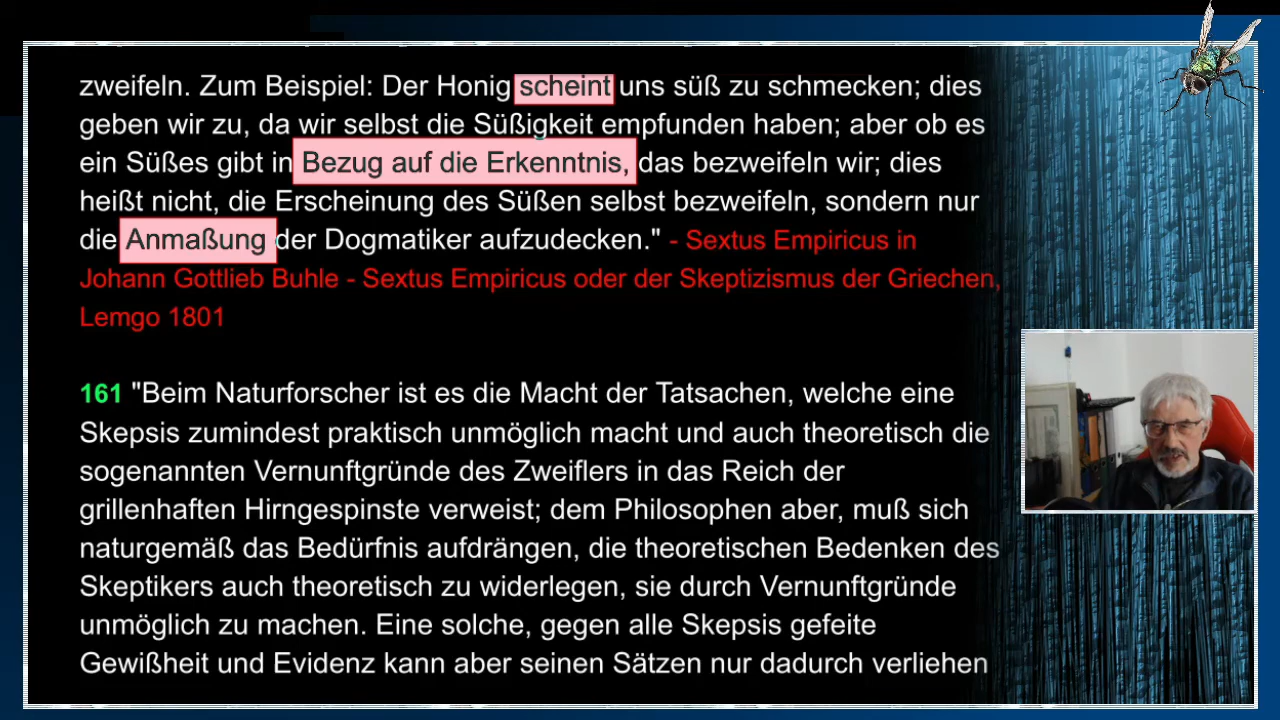 zweifeln. Zum Beispiel: Der Honig scheint uns süß zu schmecken; dies
geben wir zu, da wir selbst die Süßigkeit empfunden haben; aber ob es
ein Süßes gibt in Bezug auf die Erkenntnis, das bezweifeln wir; dies
heißt nicht, die Erscheinung des Süßen selbst bezweifeln, sondern nur
die Anmaßung der Dogmatiker aufzudecken." - Sextus Empiricus in
Johann Gottlieb Buhle - Sextus Empiricus oder der Skeptizismus der Griechen,
Lemgo 1801
161 "Beim Naturforscher ist es die Macht der Tatsachen, welche eine
Skepsis zumindest praktisch unmöglich macht und auch theoretisch die
sogenannten Vernunftgründe des Zweiflers in das Reich der
grillenhaften Hirngespinste verweist; dem Philosophen aber, muß sich
naturgemäß das Bedürfnis aufdrängen, die theoretischen Bedenken des
Skeptikers auch theoretisch zu widerlegen, sie durch Vernunftgründe
unmöglich zu machen. Eine solche, gegen alle Skepsis gefeite
Gewißheit und Evidenz kann aber seinen Sätzen nur dadurch verliehen